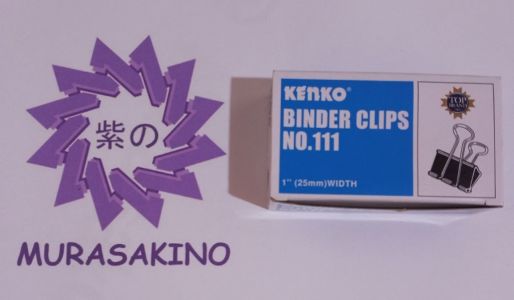 紫の
MURASAKINO
KENKO®
BINDER CLIPS
NO.111
1" (25mm)WIDTH
TOP
BRAND